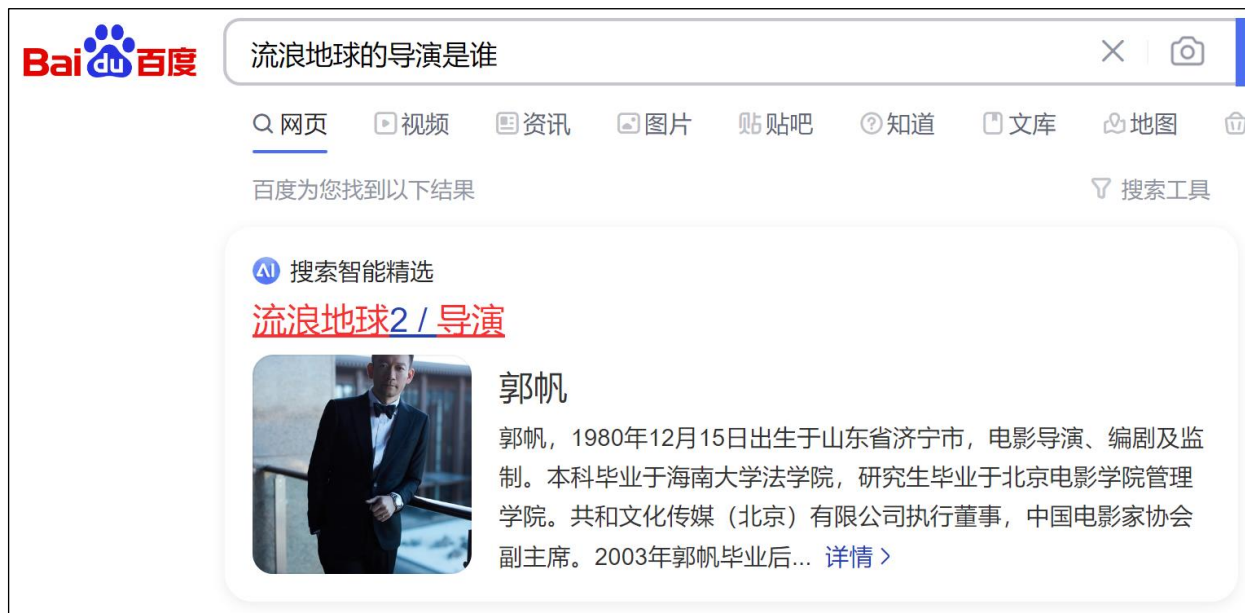 Bai du 百度
流浪地球的导演是谁
网页 视频 资讯 图片 贴吧 知道 文库 地图
百度为您找到以下结果
搜索工具
AI 搜索智能精选
流浪地球2 / 导演
郭帆
郭帆，1980年12月15日出生于山东省济宁市，电影导演、编剧及监
制。本科毕业于海南大学法学院，研究生毕业于北京电影学院管理
学院。共和文化传媒（北京）有限公司执行董事，中国电影家协会
副主席。2003年郭帆毕业后... 详情>